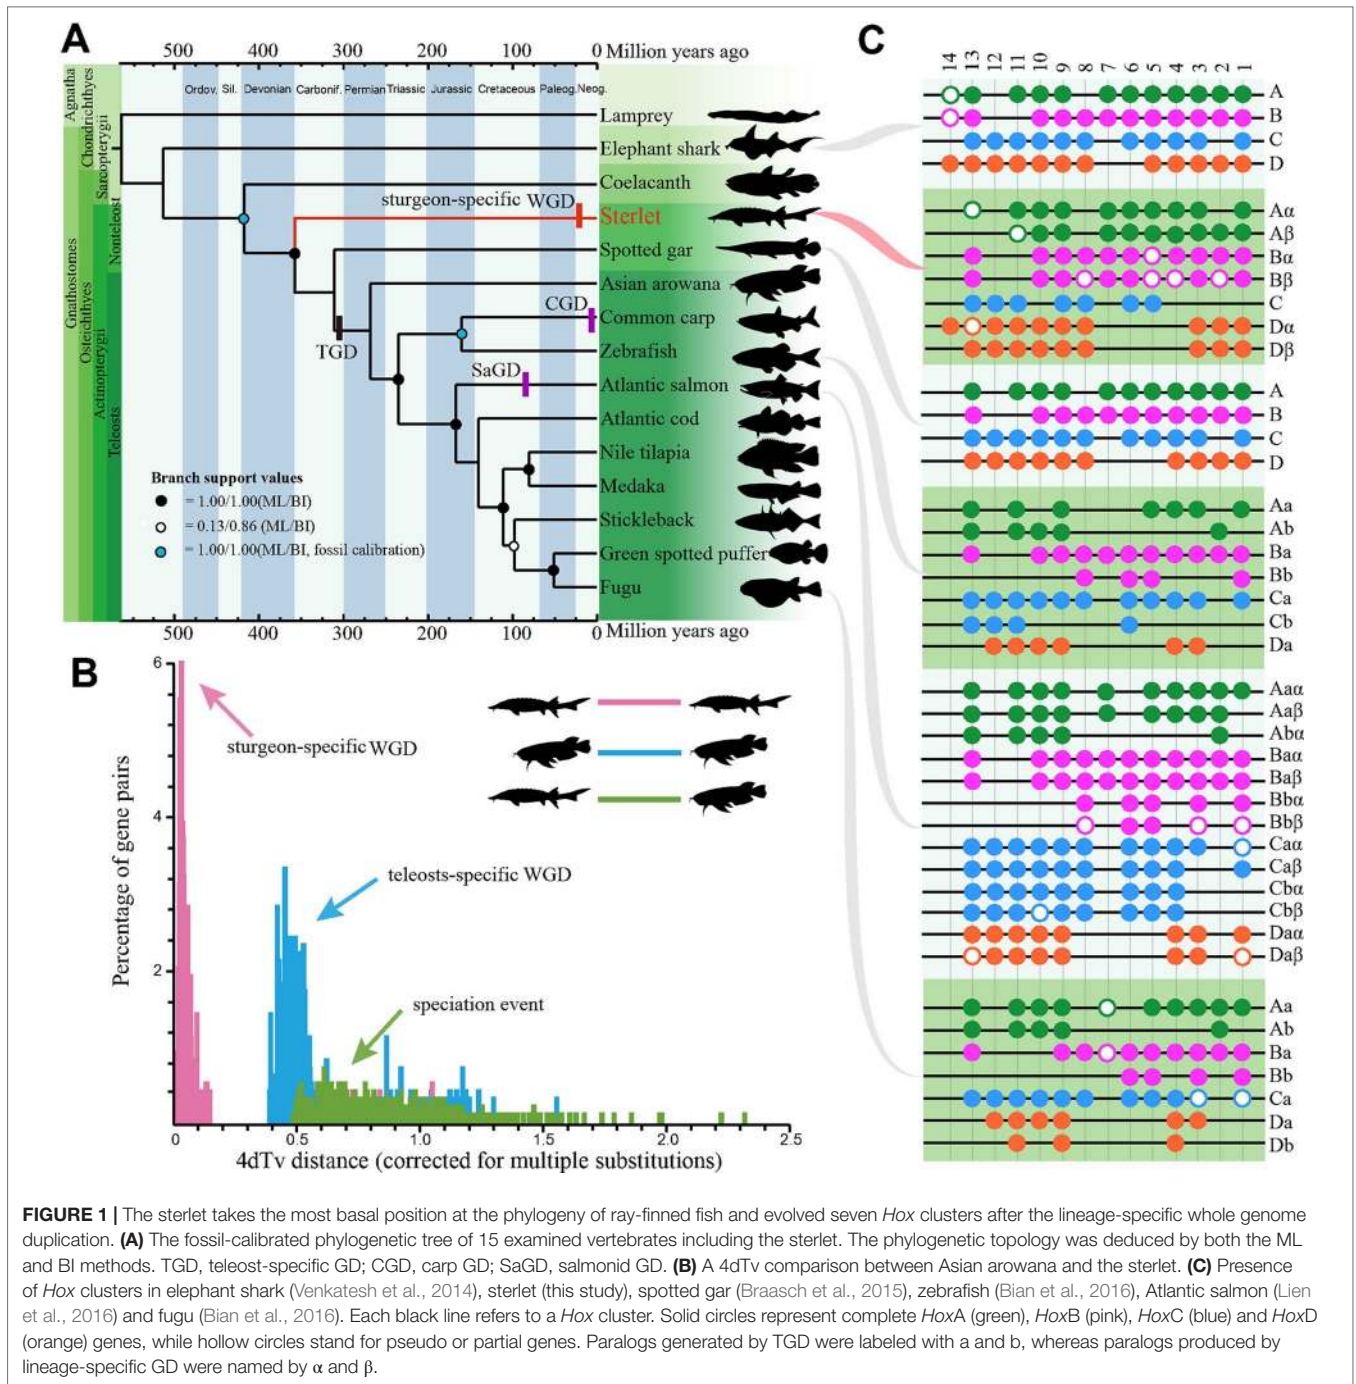 A
500 400 300 200 100 0 Million years ago
Ordov. Sil. Devonian Carbonif. Permian Triassic Jurassic Cretaceous Paleog. Neog.
Agnatha
Chondrichthyes
Sarcopterygii
Nonteleost
Gnathostomes
Osteichthyes
Actinopterygii
Teleosts
Lamprey
Elephant shark
Coelacanth
sturgeon-specific WGD
Sterlet
Spotted gar
Asian arowana
CGD
Common carp
TGD
Zebrafish
SaGD
Atlantic salmon
Atlantic cod
Nile tilapia
Medaka
Stickleback
Green spotted puffer
Fugu
Branch support values
= 1.00/1.00(ML/BI)
= 0.13/0.86 (ML/BI)
= 1.00/1.00(ML/BI, fossil calibration)
500 400 300 200 100 0 Million years ago
B
6
4
2
Percentage of gene pairs
sturgeon-specific WGD
teleosts-specific WGD
speciation event
0 0.5 1.0 1.5 2.0 2.5
4dTv distance (corrected for multiple substitutions)
C
14 13 12 11 10 9 8 7 6 5 4 3 2 1
A
B
C
D
Aα
Aβ
Bα
Bβ
C
Dα
Dβ
A
B
C
D
Aa
Ab
Ba
Bb
Ca
Cb
Da
Aaα
Aaβ
Abα
Baα
Baβ
Bbα
Bbβ
Caα
Caβ
Cbα
Cbβ
Daα
Daβ
Aa
Ab
Ba
Bb
Ca
Da
Db
FIGURE 1 | The sterlet takes the most basal position at the phylogeny of ray-finned fish and evolved seven Hox clusters after the lineage-specific whole genome
duplication. (A) The fossil-calibrated phylogenetic tree of 15 examined vertebrates including the sterlet. The phylogenetic topology was deduced by both the ML
and BI methods. TGD, teleost-specific GD; CGD, carp GD; SaGD, salmonid GD. (B) A 4dTv comparison between Asian arowana and the sterlet. (C) Presence
of Hox clusters in elephant shark (Venkatesh et al., 2014), sterlet (this study), spotted gar (Braasch et al., 2015), zebrafish (Bian et al., 2016), Atlantic salmon (Lien
et al., 2016) and fugu (Bian et al., 2016). Each black line refers to a Hox cluster. Solid circles represent complete HoxA (green), HoxB (pink), HoxC (blue) and HoxD
(orange) genes, while hollow circles stand for pseudo or partial genes. Paralogs generated by TGD were labeled with a and b, whereas paralogs produced by
lineage-specific GD were named by α and β.